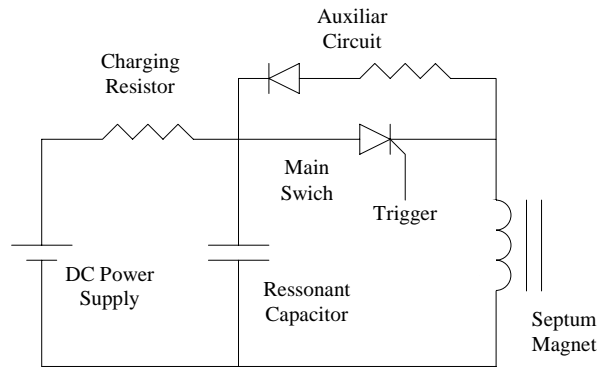 Auxiliar
Circuit
Charging
Resistor
Main
Swich
Trigger
DC Power
Supply
Ressonant
Capacitor
Septum
Magnet